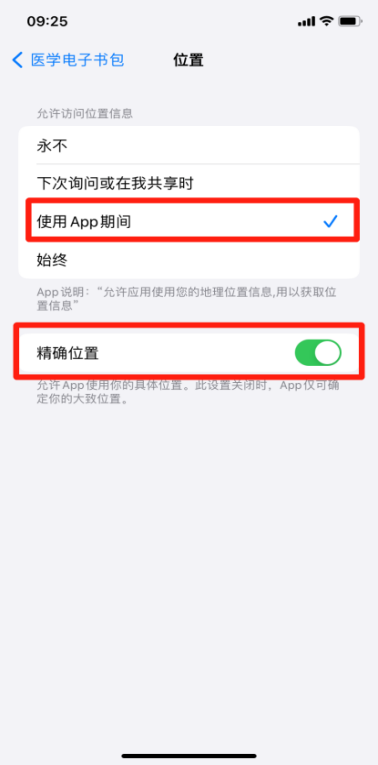 09:25
医学电子书包
位置
允许访问位置信息
永不
下次询问或在我共享时
使用 App 期间
始终
App 说明：“允许应用使用您的地理位置信息,用以获取位
置信息”
精确位置
允许 App 使用你的具体位置。此设置关闭时，App 仅可确
定你的大致位置。